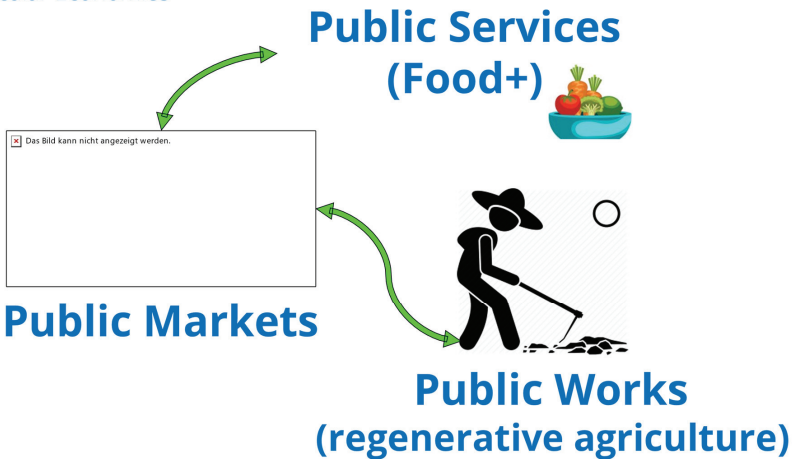 Public Services
(Food+)
Das Bild kann nicht angezeigt werden.
Public Markets
Public Works
(regenerative agriculture)